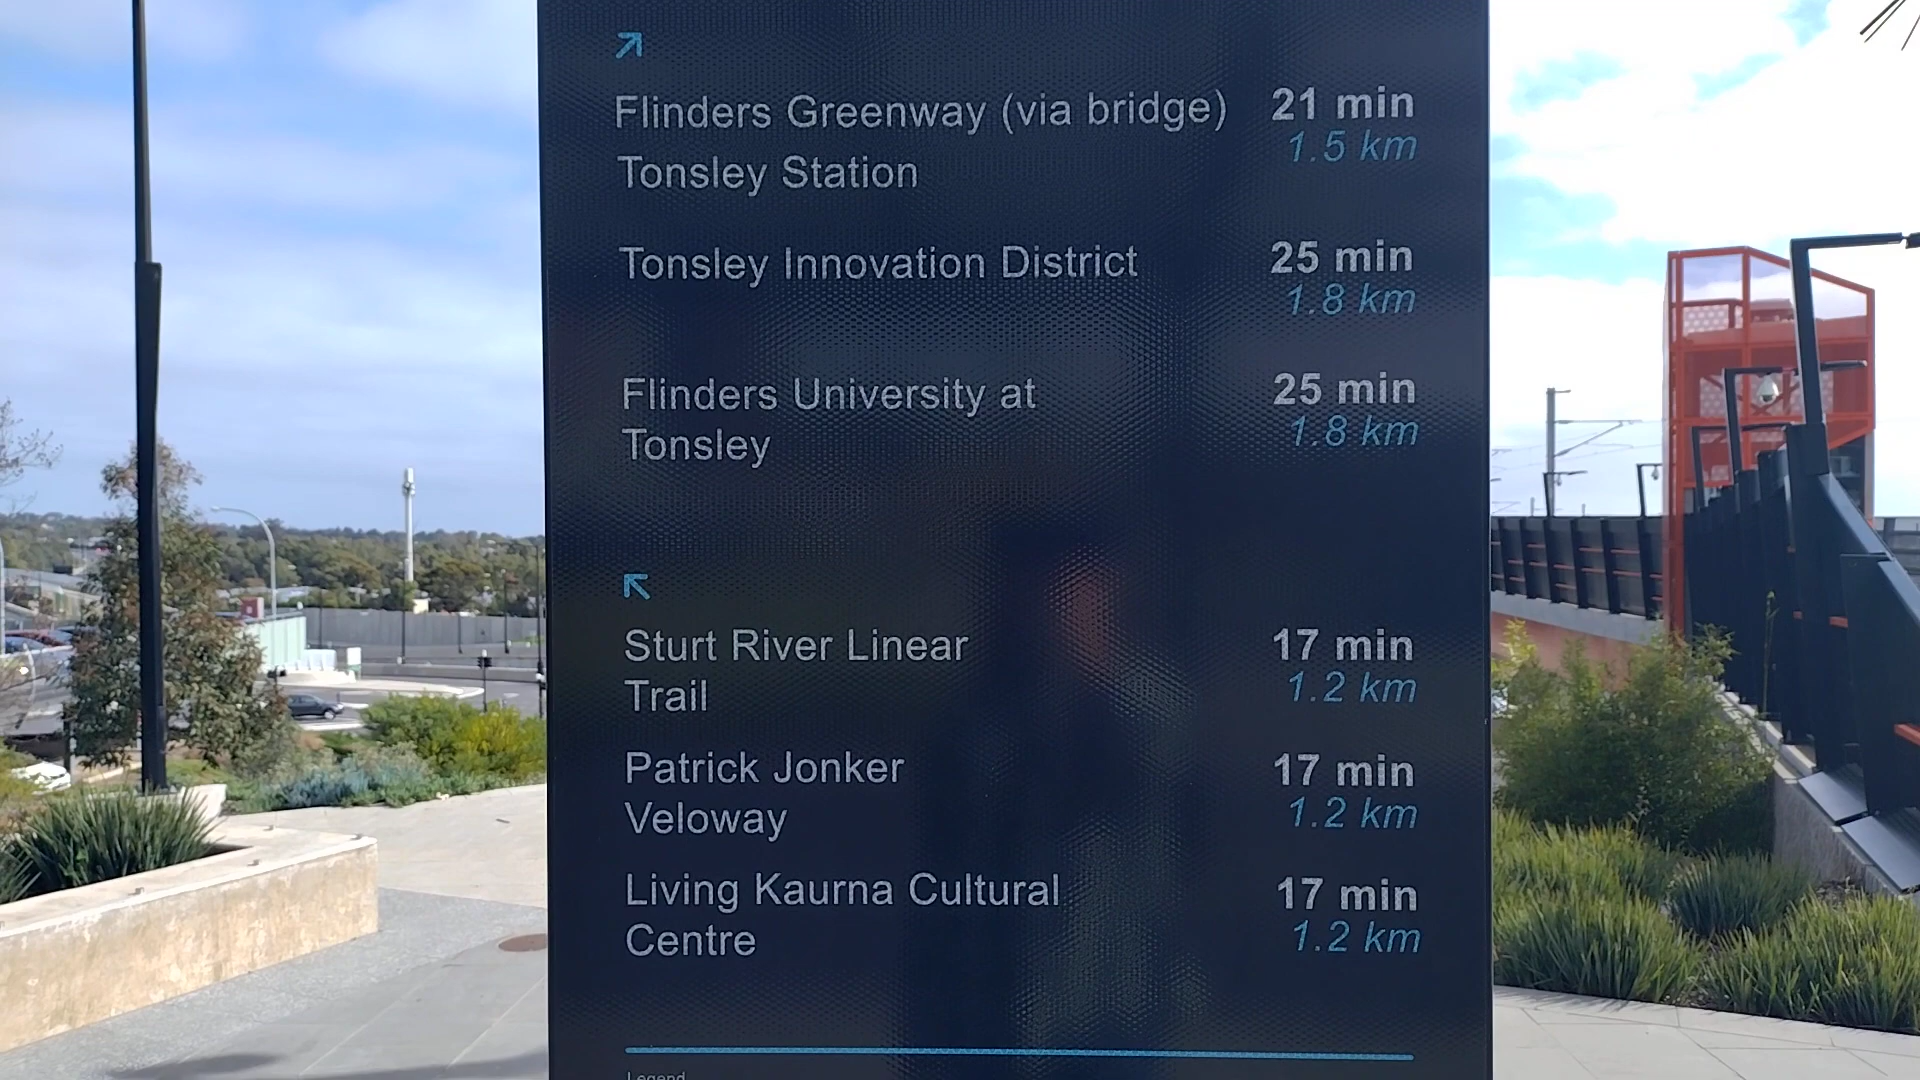 Flinders Greenway (via bridge) 21 min
1.5 km
Tonsley Station
Tonsley Innovation District 25 min
1.8 km
Flinders University at 25 min
1.8 km
Tonsley
Sturt River Linear 17 min
1.2 km
Trail
Patrick Jonker 17 min
1.2 km
Veloway
Living Kaurna Cultural 17 min
1.2 km
Centre
Legend